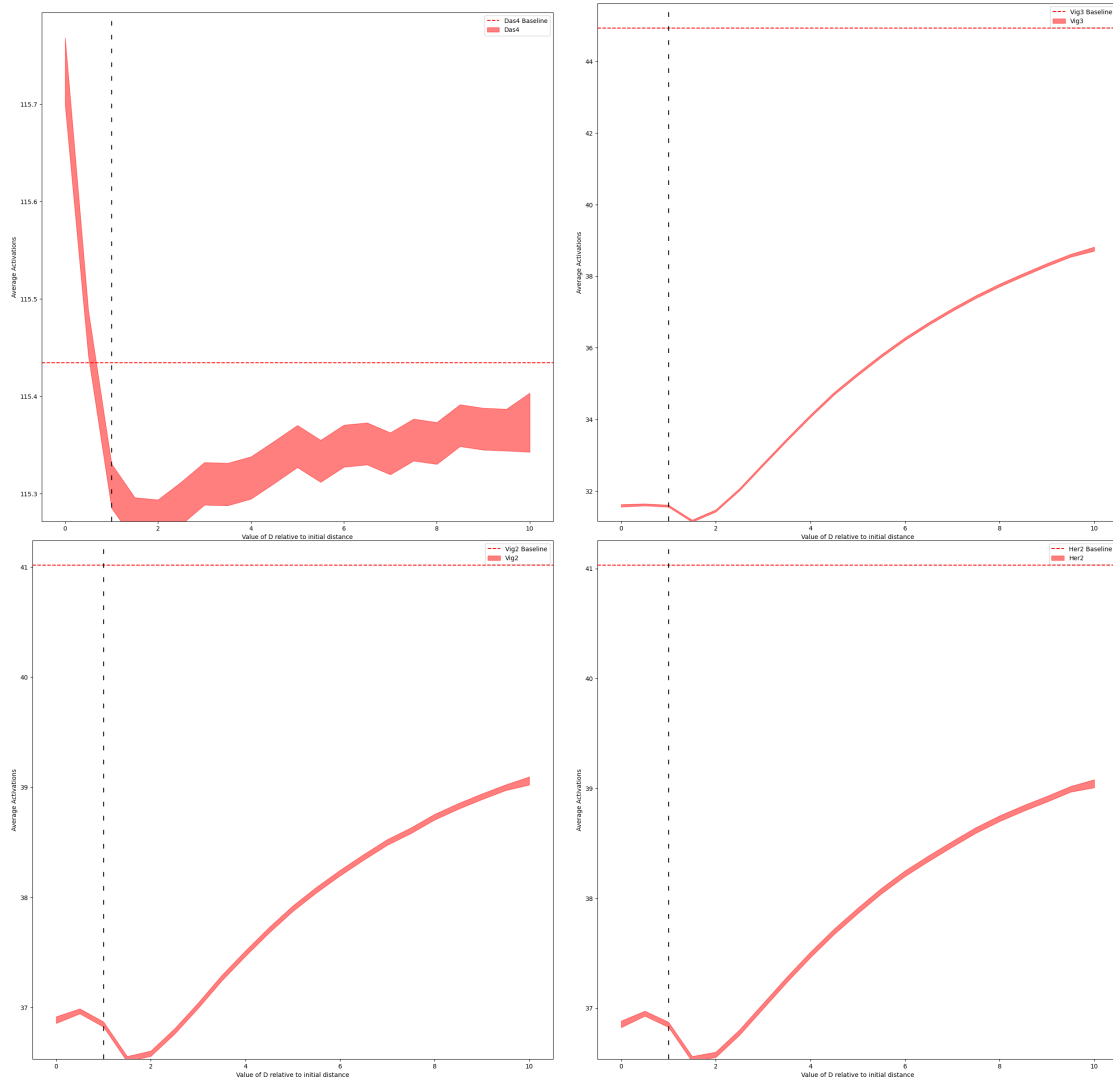 Das4 Baseline
Das4
115.7
115.6
115.5
115.4
115.3
Average Activations
0 2 4 6 8 10
Value of D relative to initial distance
Vig3 Baseline
Vig3
44
42
40
38
36
34
32
Average Activations
0 2 4 6 8 10
Value of D relative to initial distance
Vig2 Baseline
Vig2
41
40
39
38
37
Average Activations
0 2 4 6 8 10
Value of D relative to initial distance
Her2 Baseline
Her2
41
40
39
38
37
Average Activations
0 2 4 6 8 10
Value of D relative to initial distance